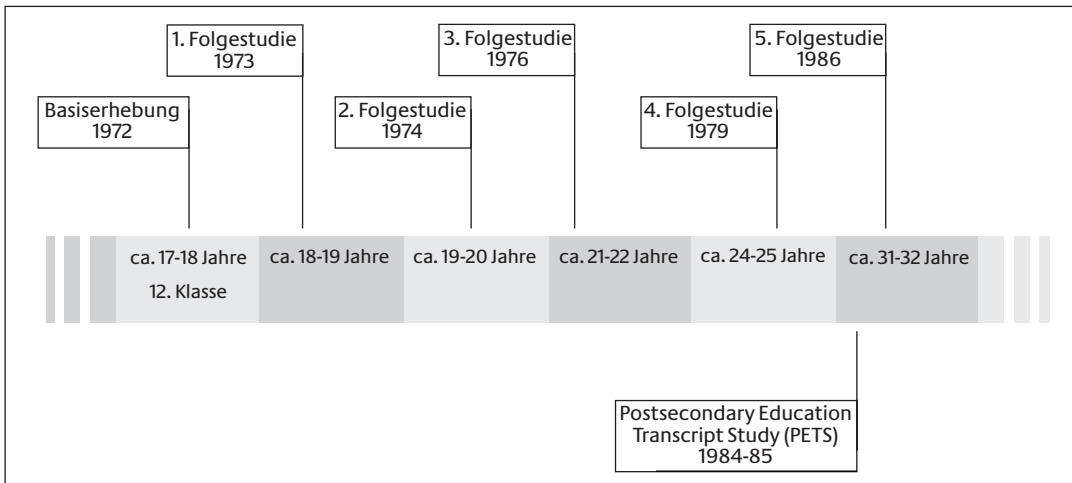 1. Folgestudie
1973
3. Folgestudie
1976
5. Folgestudie
1986
Basiserhebung
1972
2. Folgestudie
1974
4. Folgestudie
1979
ca. 17-18 Jahre
12. Klasse
ca. 18-19 Jahre
ca. 19-20 Jahre
ca. 21-22 Jahre
ca. 24-25 Jahre
ca. 31-32 Jahre
Postsecondary Education
Transcript Study (PETS)
1984-85